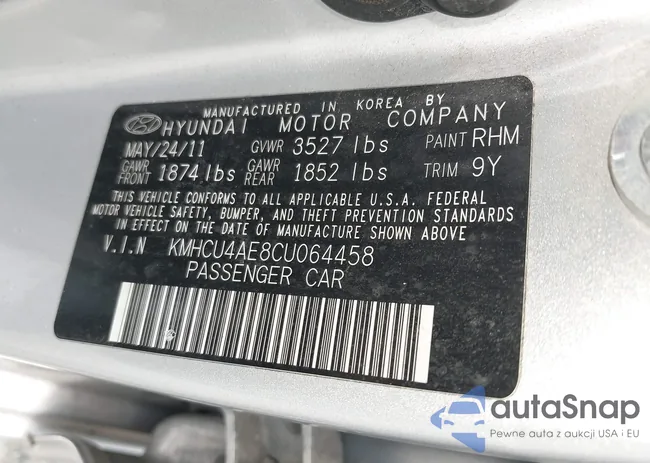 MANUFACTURED IN KOREA BY
HYUNDAI MOTOR COMPANY
MAY/24/11 GVWR 3527 lbs PAINT RHM
GAWR FRONT 1874 lbs GAWR REAR 1852 lbs TRIM 9Y
THIS VEHICLE CONFORMS TO ALL APPLICABLE U.S.A. FEDERAL
MOTOR VEHICLE SAFETY, BUMPER, AND THEFT PREVENTION STANDARDS
IN EFFECT ON THE DATE OF MANUFACTURE SHOWN ABOVE
V.I.N KMHCU4AE8CU064458
PASSENGER CAR
autaSnap
Pewne auta z aukcji USA i EU